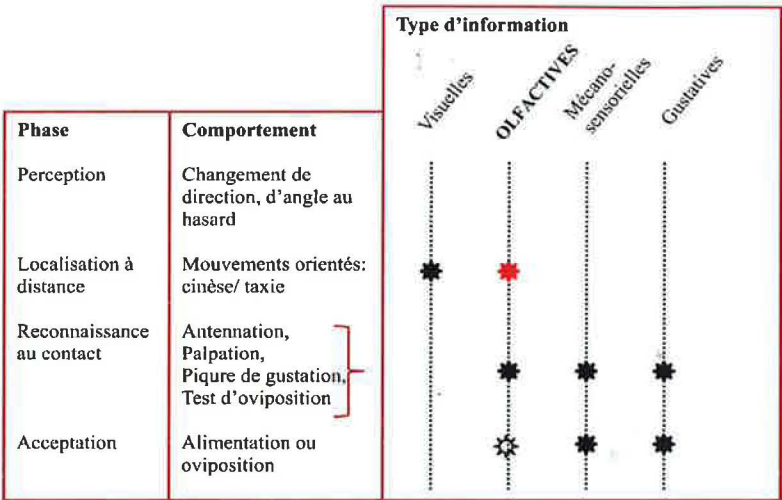 Type d'information
Visuelles
OLFACTIVES
Mécano-
sensorielles
Gustatives
Phase
Comportement
Perception
Changement de
direction, d'angle au
hasard
Localisation à
distance
Mouvements orientés:
cinèse/ taxie
Reconnaissance
au contact
Antennation,
Palpation,
Piqure de gustation,
Test d'oviposition
Acceptation
Alimentation ou
oviposition